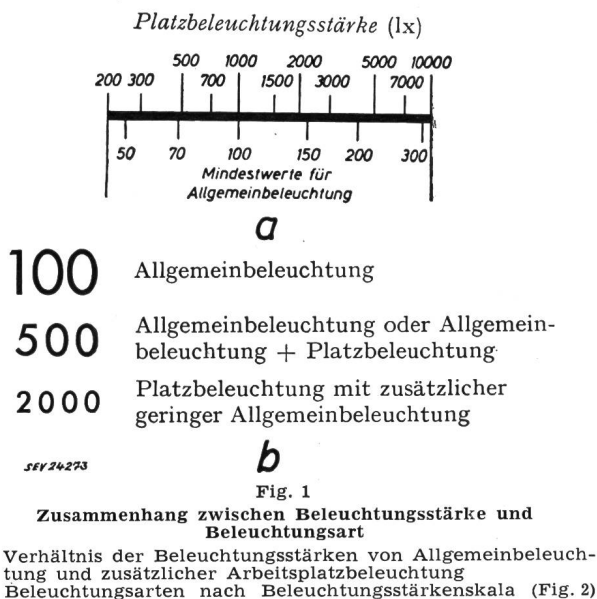 Platzbeleuchtungsstärke (lx)
500 1000 2000 5000 10000
200 300 700 1500 3000 7000
50 70 100 150 200 300
Mindestwerte für
Allgemeinbeleuchtung
a
100 Allgemeinbeleuchtung
500 Allgemeinbeleuchtung oder Allgemein-
beleuchtung + Platzbeleuchtung
2000 Platzbeleuchtung mit zusätzlicher
geringer Allgemeinbeleuchtung
SEV 24273
b
Fig. 1
Zusammenhang zwischen Beleuchtungsstärke und
Beleuchtungsart
Verhältnis der Beleuchtungsstärken von Allgemeinbeleuch-
tung und zusätzlicher Arbeitsplatzbeleuchtung
Beleuchtungsarten nach Beleuchtungsstärkenskala (Fig. 2)